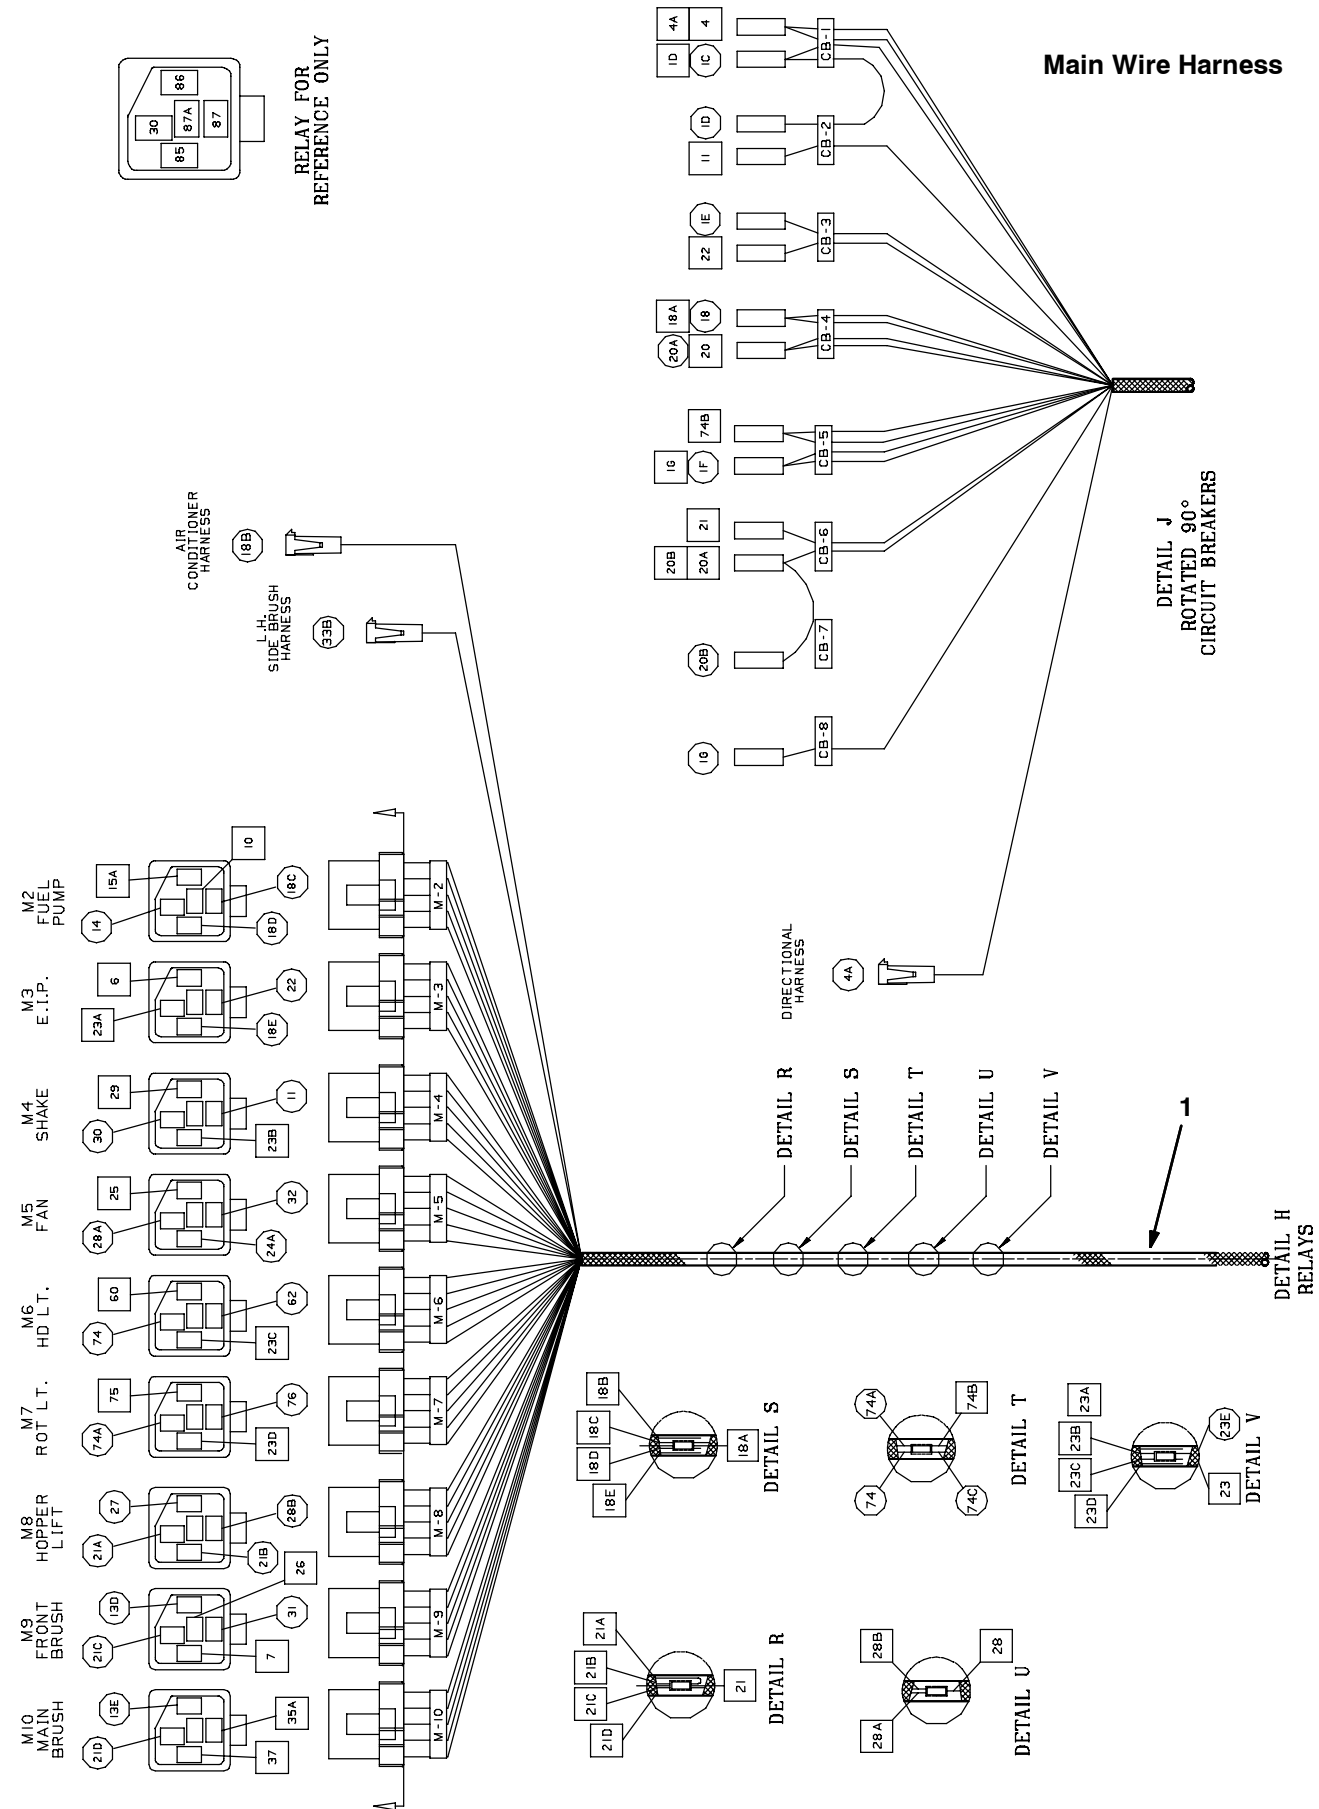 Main Wire Harness
86
30
87A
87
85
RELAY FOR
REFERENCE ONLY
4A
4
1D
1C
CB-1
1D
11
CB-2
1E
22
CB-3
18A
18
20A
20
CB-4
74B
1G
1F
CB-5
21
20B
20A
CB-6
20B
CB-7
1G
CB-8
DETAIL J
ROTATED 90°
CIRCUIT BREAKERS
AIR
CONDITIONER
HARNESS
18B
L.H.
SIDE BRUSH
HARNESS
33B
DIRECTIONAL
HARNESS
4A
M2
FUEL
PUMP
14
15A
10
18C
18D
M-2
M3
E.I.P.
23A
6
22
18E
M-3
M4
SHAKE
30
29
11
23B
M-4
M5
FAN
28A
25
32
24A
M-5
M6
HD LT.
74
60
62
23C
M-6
M7
ROT LT.
74A
75
76
23D
M-7
M8
HOPPER
LIFT
21A
27
28B
21B
M-8
M9
FRONT
BRUSH
21C
13D
26
31
7
M-9
M10
MAIN
BRUSH
21D
13E
35A
37
M-10
DETAIL R
DETAIL S
DETAIL T
DETAIL U
DETAIL V
1
DETAIL H
RELAYS
18B
18C
18D
18E
18A
DETAIL S
74A
74B
74
74C
DETAIL T
23A
23B
23C
23D
23E
23
DETAIL V
21A
21B
21C
21D
21
DETAIL R
28B
28A
28
DETAIL U